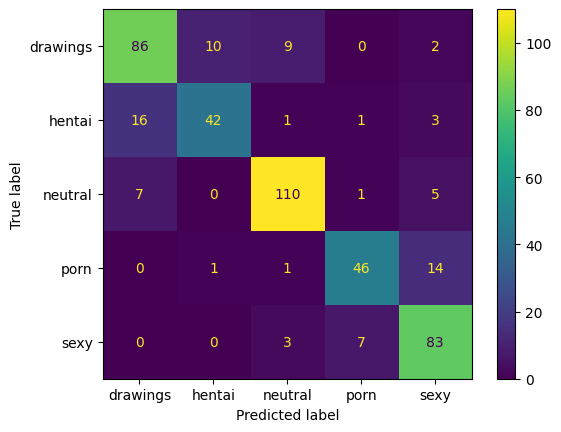 drawings 86 10 9 0 2
hentai 16 42 1 1 3
neutral 7 0 110 1 5
porn 0 1 1 46 14
sexy 0 0 3 7 83
drawings hentai neutral porn sexy
Predicted label
True label
100
80
60
40
20
0